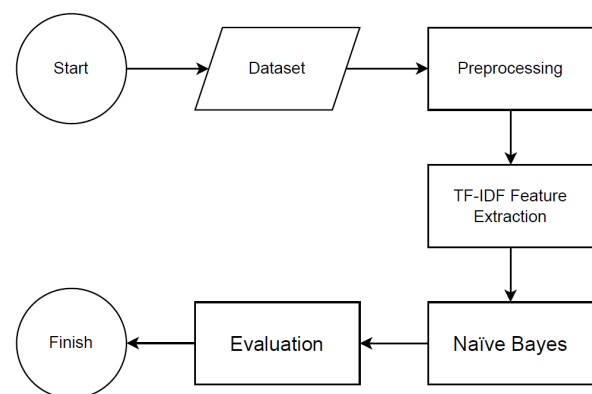 Start
Dataset
Preprocessing
TF-IDF Feature
Extraction
Naïve Bayes
Evaluation
Finish